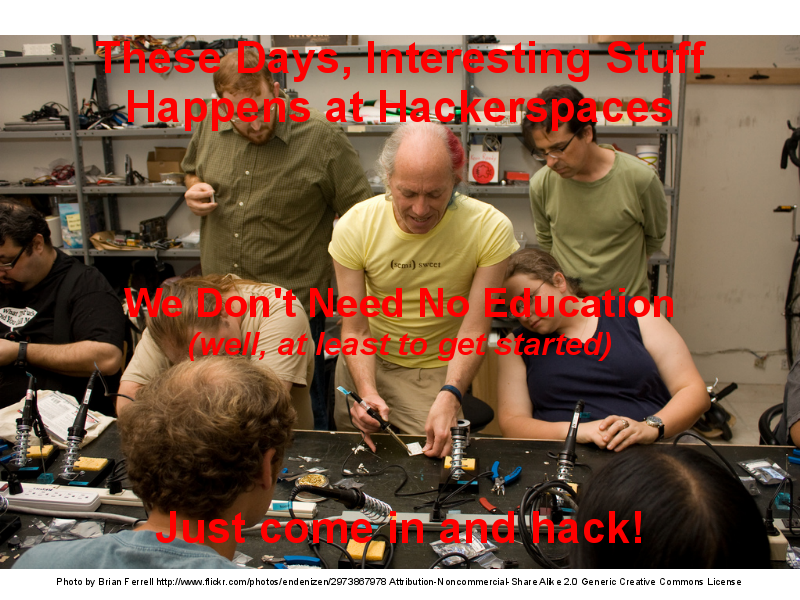 These Days, Interesting Stuff
Happens at Hackerspaces
(sensi) sweet
We Don't Need No Education
(well, at least to get started)
Just come in and hack!
Photo by Brian Ferrell http://www.flickr.com/photos/endenizen/2973867978 Attribution-Noncommercial-Share Alike 2.0 Generic Creative Commons License